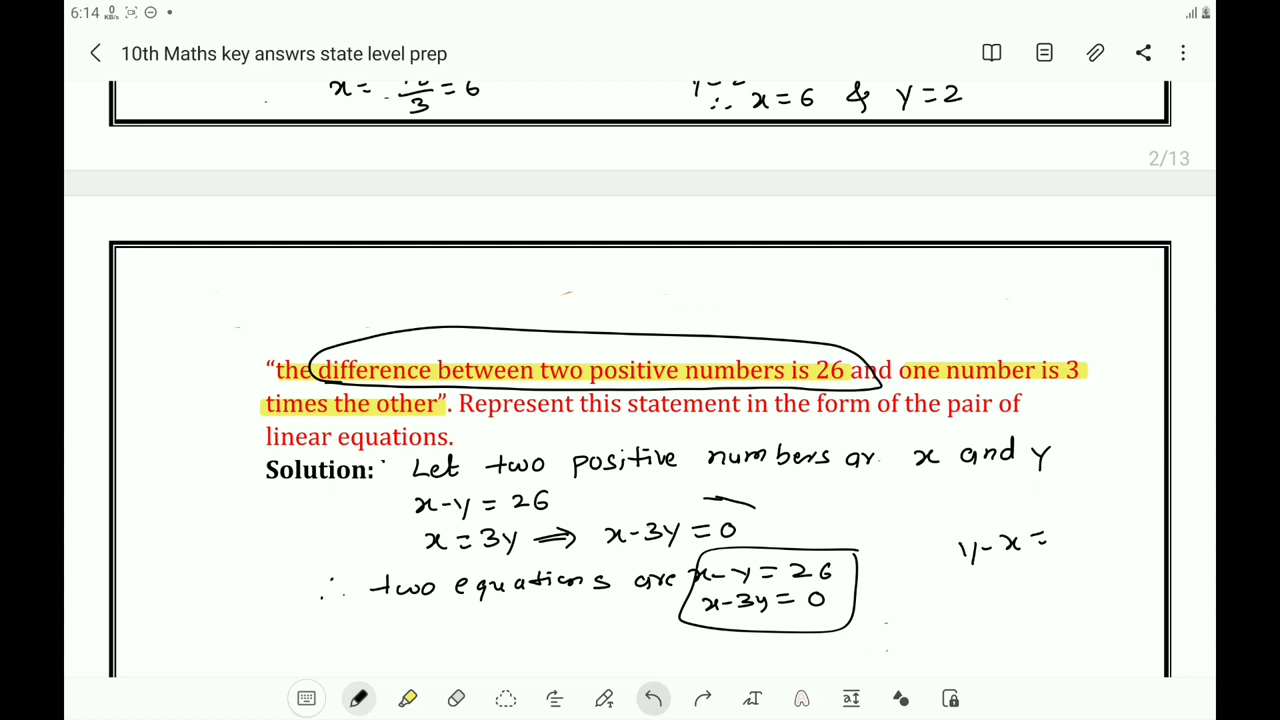 6:14 0 KB/s
10th Maths key answrs state level prep
x = 3 = 6
∴ x = 6 & y = 2
2/13
“the difference between two positive numbers is 26 and one number is 3
times the other”. Represent this statement in the form of the pair of
linear equations.
Solution: Let two positive numbers ar x and y
x - y = 26
x = 3y ⟹ x - 3y = 0
y - x =
∴ two equations are x - y = 26
x - 3y = 0